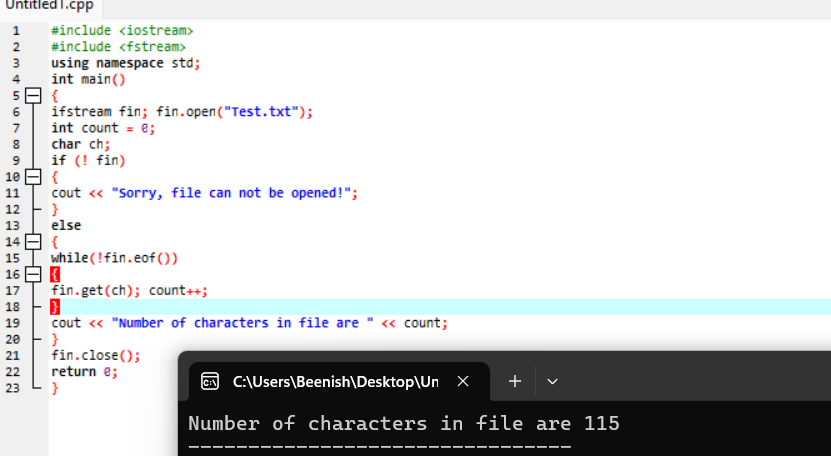 Untitled1.cpp
1 #include <iostream>
2 #include <fstream>
3 using namespace std;
4 int main()
5 {
6 ifstream fin; fin.open("Test.txt");
7 int count = 0;
8 char ch;
9 if (! fin)
10 {
11 cout << "Sorry, file can not be opened!";
12 }
13 else
14 {
15 while(!fin.eof())
16 {
17 fin.get(ch); count++;
18 }
19 cout << "Number of characters in file are " << count;
20 }
21 fin.close();
22 return 0;
23 }
C:\Users\Beenish\Desktop\Un
Number of characters in file are 115
--------------------------------